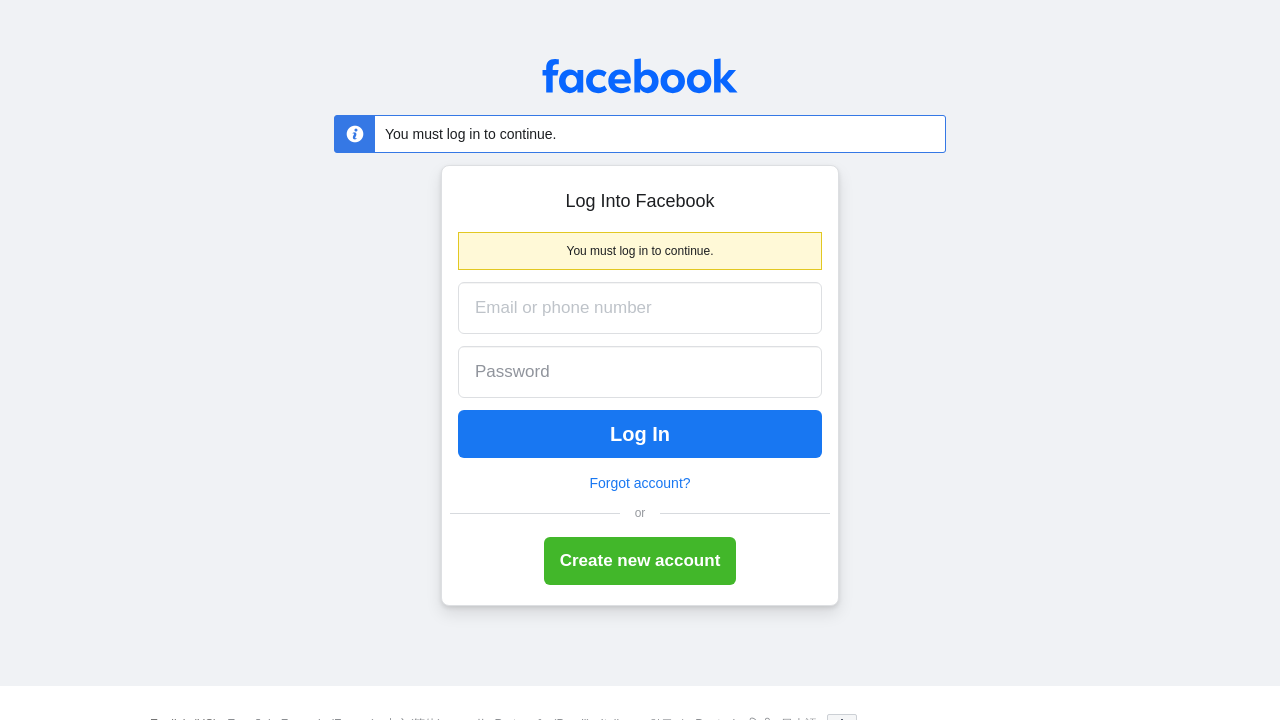 facebook
You must log in to continue.
Log Into Facebook
You must log in to continue.
Email or phone number
Password
Log In
Forgot account?
or
Create new account